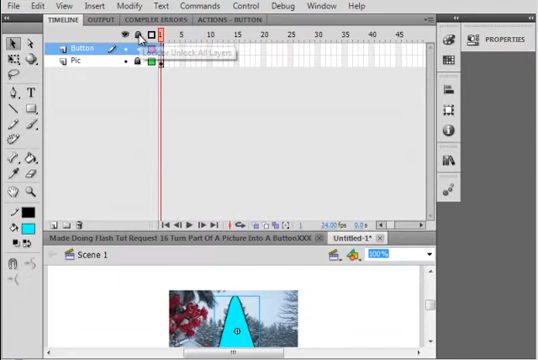 File Edit View Insert Modify Text Commands Control Debug Window Help
TIMELINE OUTPUT COMPILER ERRORS ACTIONS - BUTTON
PROPERTIES
1 5 10 15 20 25 30 35 40 45
Button
Unlock All Layers
Pic
1 24.00 fps 0.0 s
Made Doing Flash Tut Request 16 Turn Part Of A Picture Into A ButtonXXX Untitled-1*
Scene 1 100%